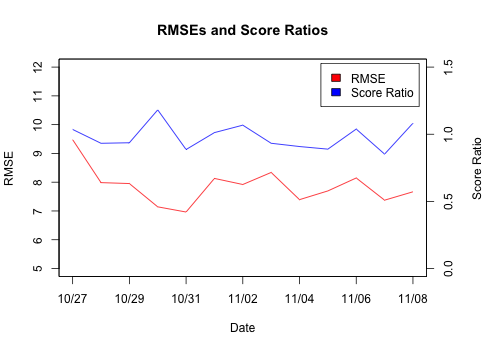 RMSEs and Score Ratios
RMSE
Score Ratio
12
11
10
9
8
7
6
5
RMSE
1.5
1.0
0.5
0.0
Score Ratio
10/27 10/29 10/31 11/02 11/04 11/06 11/08
Date